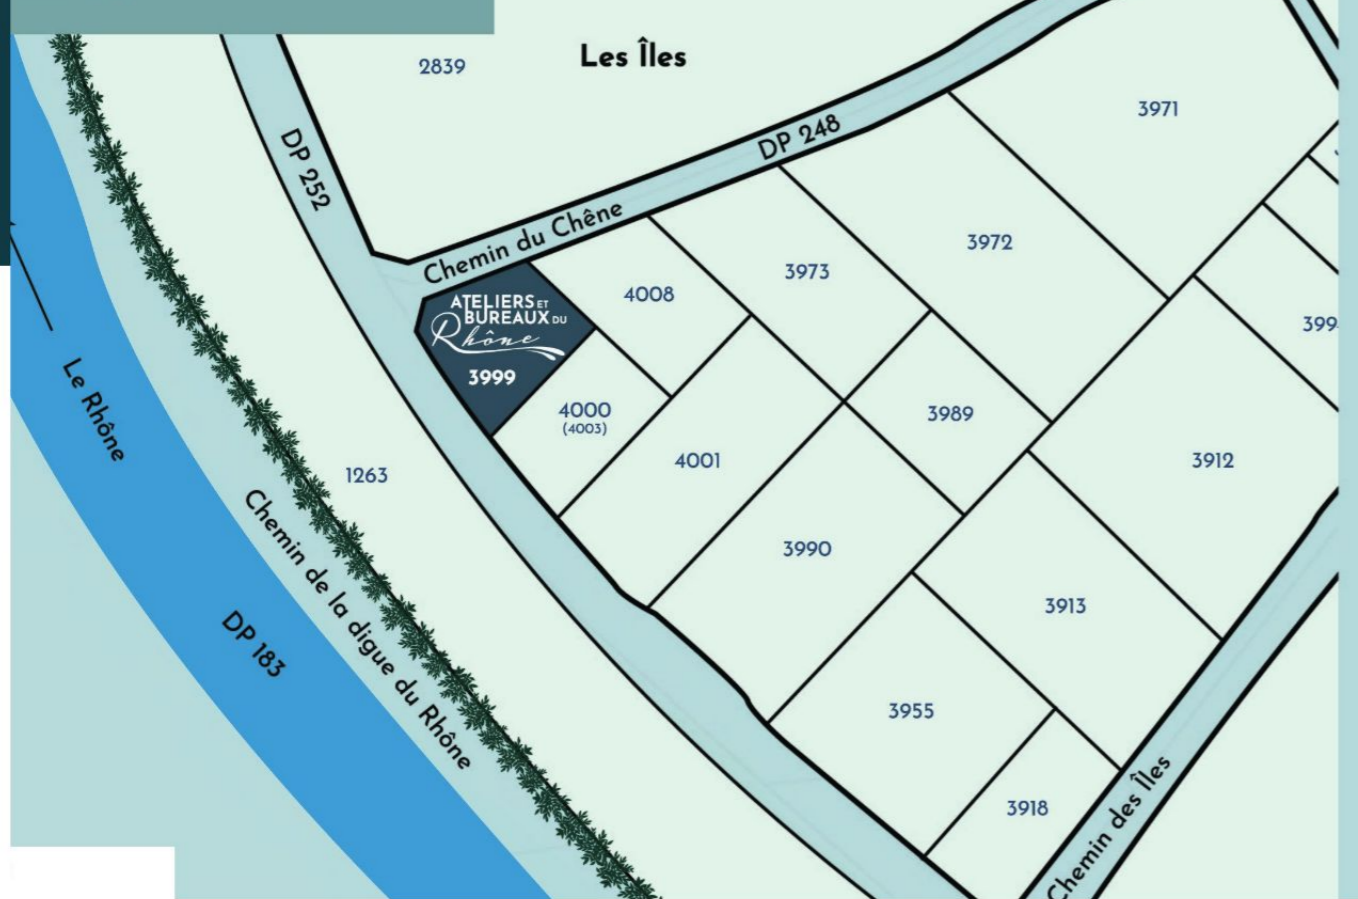 Les Îles
2839
3971
DP 248
DP 252
Chemin du Chêne
3972
3973
4008
ATELIERS ET
BUREAUX DU
Rhône
3999
3989
4000
(4003)
4001
3912
Le Rhône
1263
3990
Chemin de la digue du Rhône
3913
DP 183
3955
3918
Chemin des Îles